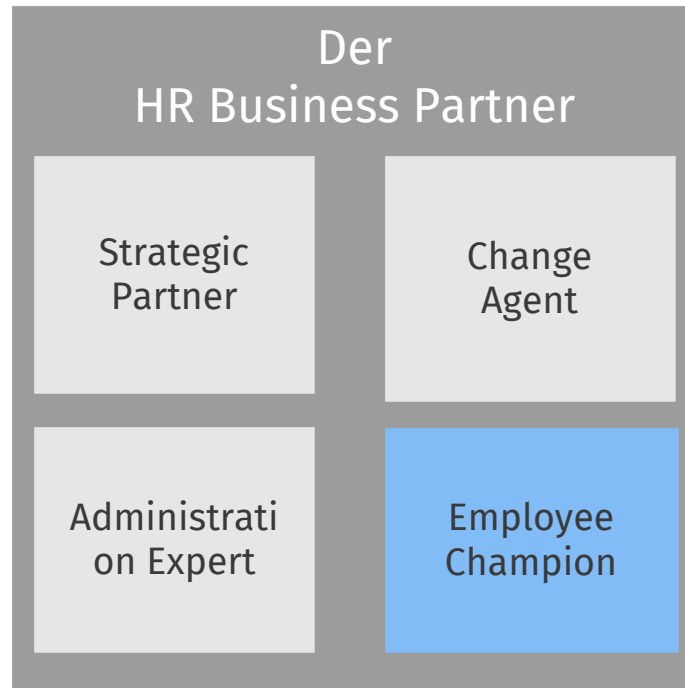 Der
HR Business Partner
Strategic
Partner
Change
Agent
Administrati
on Expert
Employee
Champion